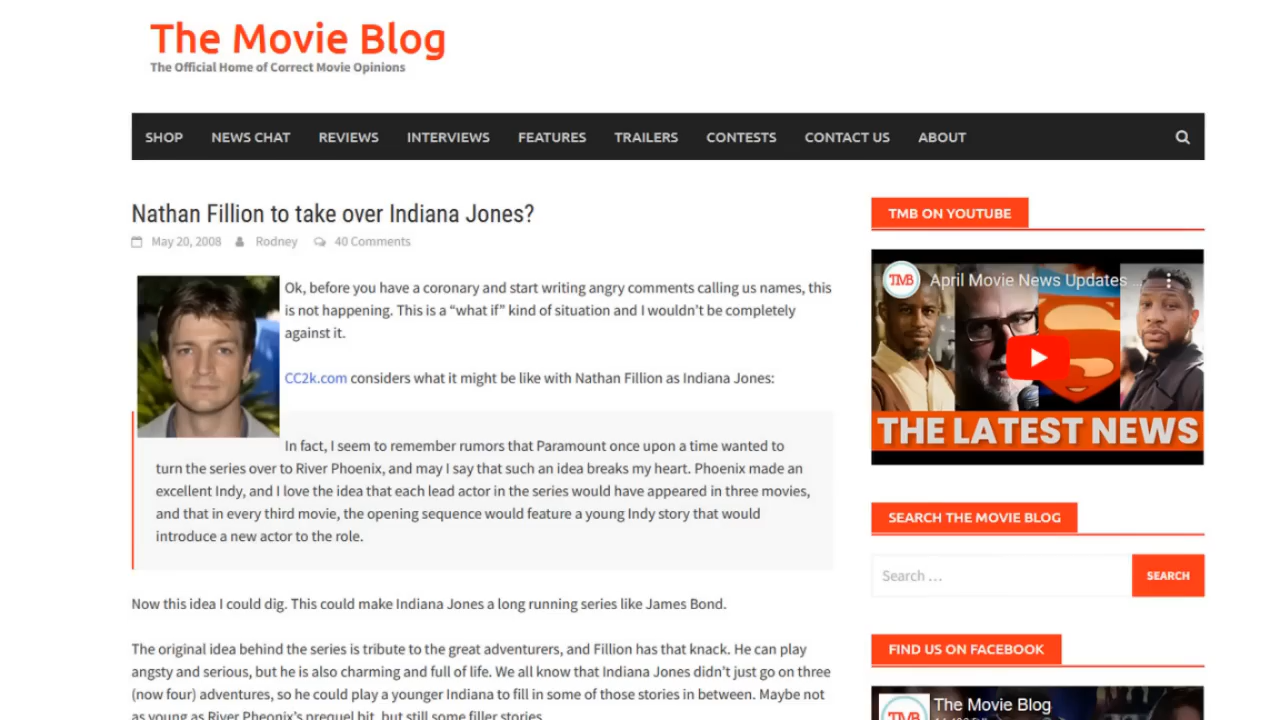 The Movie Blog
The Official Home of Correct Movie Opinions
SHOP NEWS CHAT REVIEWS INTERVIEWS FEATURES TRAILERS CONTESTS CONTACT US ABOUT
Nathan Fillion to take over Indiana Jones?
May 20, 2008 Rodney 40 Comments
Ok, before you have a coronary and start writing angry comments calling us names, this
is not happening. This is a “what if” kind of situation and I wouldn’t be completely
against it.
CC2k.com considers what it might be like with Nathan Fillion as Indiana Jones:
In fact, I seem to remember rumors that Paramount once upon a time wanted to
turn the series over to River Phoenix, and may I say that such an idea breaks my heart. Phoenix made an
excellent Indy, and I love the idea that each lead actor in the series would have appeared in three movies,
and that in every third movie, the opening sequence would feature a young Indy story that would
introduce a new actor to the role.
Now this idea I could dig. This could make Indiana Jones a long running series like James Bond.
The original idea behind the series is tribute to the great adventurers, and Fillion has that knack. He can play
angsty and serious, but he is also charming and full of life. We all know that Indiana Jones didn’t just go on three
(now four) adventures, so he could play a younger Indiana to fill in some of those stories in between. Maybe not
as young as River Pheonix’s prequel bit, but still some filler stories.
TMB ON YOUTUBE
TMB
April Movie News Updates ...
THE LATEST NEWS
SEARCH THE MOVIE BLOG
Search …
SEARCH
FIND US ON FACEBOOK
TMB
The Movie Blog